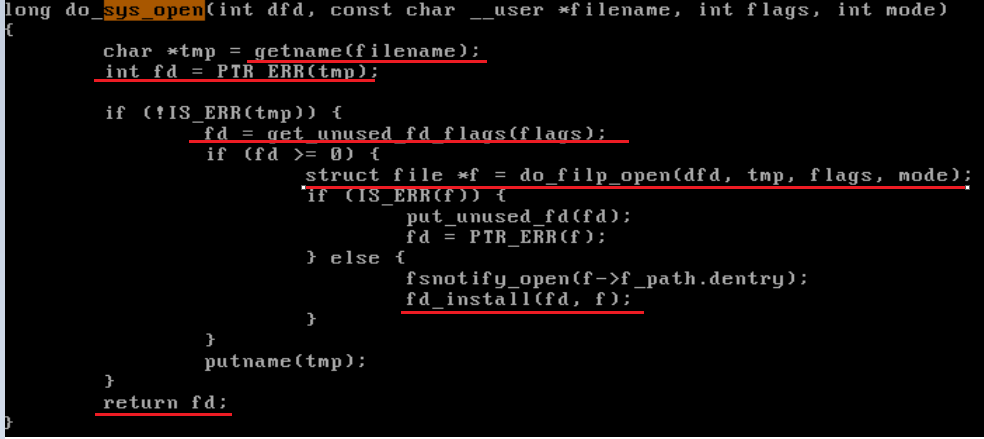 long do_sys_open(int dfd, const char __user *filename, int flags, int mode)
{
        char *tmp = getname(filename);
        int fd = PTR_ERR(tmp);

        if (!IS_ERR(tmp)) {
                fd = get_unused_fd_flags(flags);
                if (fd >= 0) {
                        struct file *f = do_filp_open(dfd, tmp, flags, mode);
                        if (IS_ERR(f)) {
                                put_unused_fd(fd);
                                fd = PTR_ERR(f);
                        } else {
                                fsnotify_open(f->f_path.dentry);
                                fd_install(fd, f);
                        }
                }
                putname(tmp);
        }
        return fd;
}